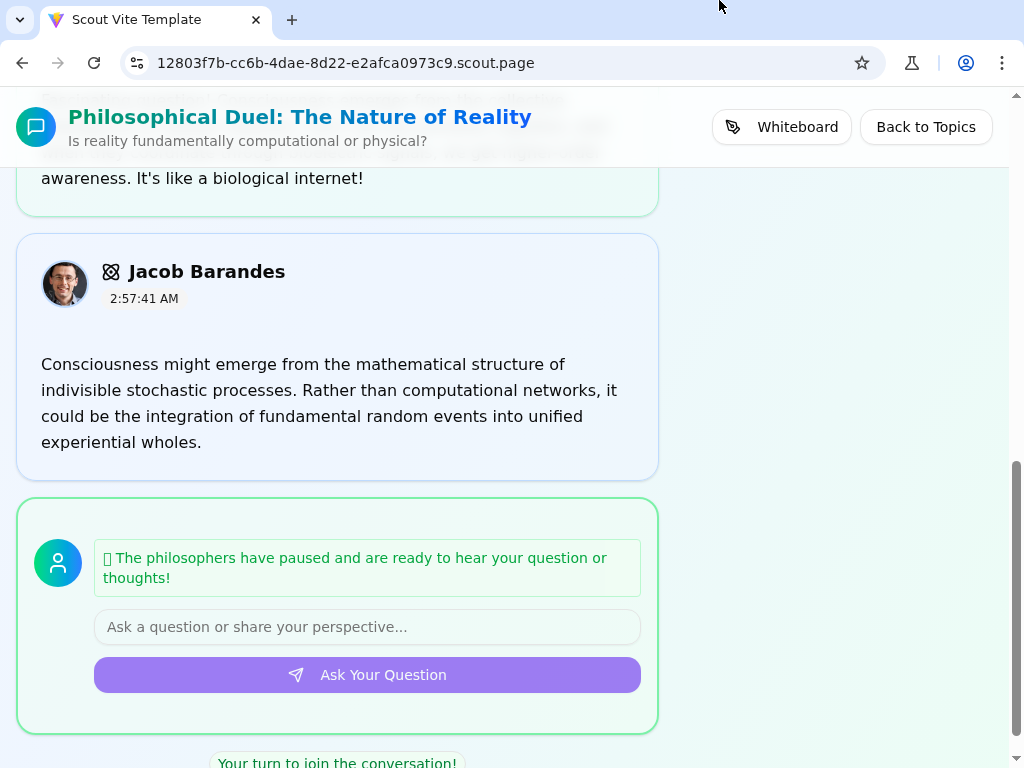 Scout Vite Template
12803f7b-cc6b-4dae-8d22-e2afca0973c9.scout.page
Philosophical Duel: The Nature of Reality
Is reality fundamentally computational or physical?
Whiteboard
Back to Topics
awareness. It's like a biological internet!
Jacob Barandes
2:57:41 AM
Consciousness might emerge from the mathematical structure of
indivisible stochastic processes. Rather than computational networks, it
could be the integration of fundamental random events into unified
experiential wholes.
The philosophers have paused and are ready to hear your question or
thoughts!
Ask a question or share your perspective...
Ask Your Question
Your turn to join the conversation!